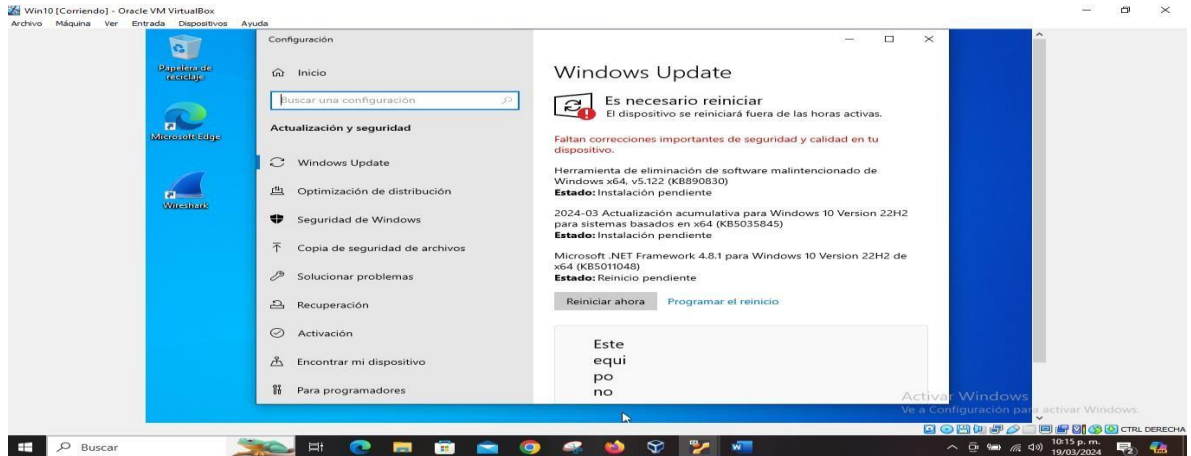 Win10 [Corriendo] - Oracle VM VirtualBox
Archivo Máquina Ver Entrada Dispositivos Ayuda
Papelera de
reciclaje
Microsoft Edge
Wireshark
Configuración
Inicio
Buscar una configuración
Actualización y seguridad
Windows Update
Optimización de distribución
Seguridad de Windows
Copia de seguridad de archivos
Solucionar problemas
Recuperación
Activación
Encontrar mi dispositivo
Para programadores
Windows Update
Es necesario reiniciar
El dispositivo se reiniciará fuera de las horas activas.
Faltan correcciones importantes de seguridad y calidad en tu
dispositivo.
Herramienta de eliminación de software malintencionado de
Windows x64, v5.122 (KB890830)
Estado: Instalación pendiente
2024-03 Actualización acumulativa para Windows 10 Version 22H2
para sistemas basados en x64 (KB5035845)
Estado: Instalación pendiente
Microsoft .NET Framework 4.8.1 para Windows 10 Version 22H2 de
x64 (KB5011048)
Estado: Reinicio pendiente
Reiniciar ahora Programar el reinicio
Este
equi
po
no
Activar Windows
Ve a Configuración para activar Windows.
CTRL DERECHA
Buscar
10:15 p. m.
19/03/2024